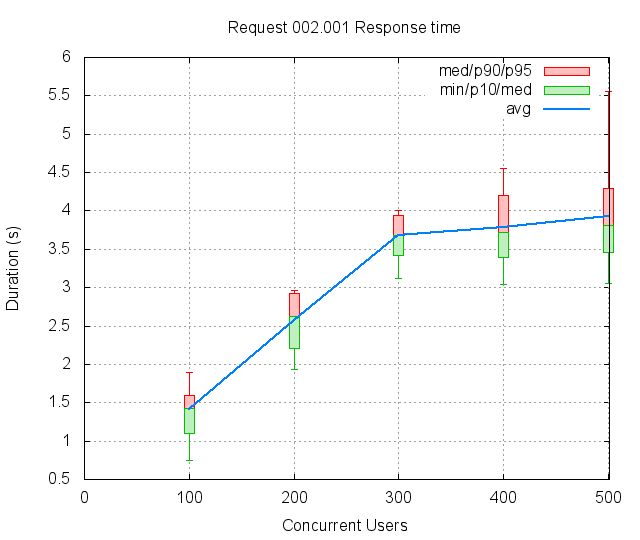 Request 002.001 Response time
6
5.5
5
4.5
4
3.5
3
2.5
2
1.5
1
0.5
Duration (s)
med/p90/p95
min/p10/med
avg
0 100 200 300 400 500
Concurrent Users